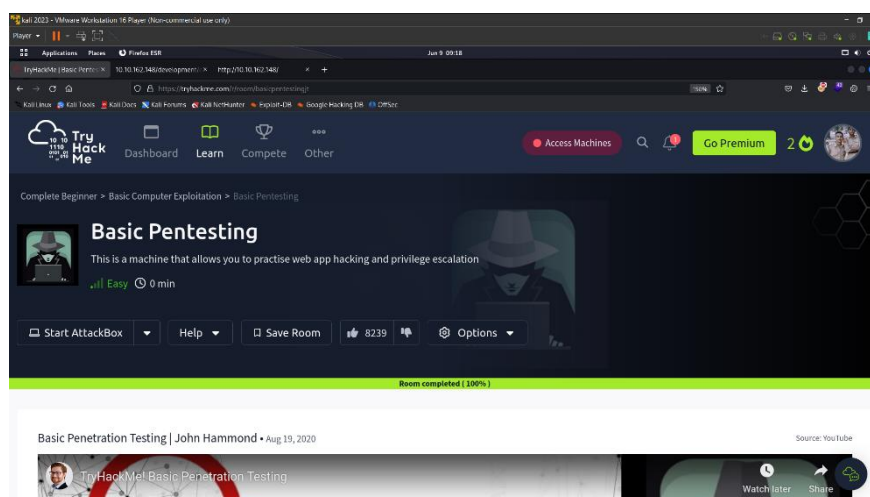 kali 2023 - VMware Workstation 16 Player (Non-commercial use only)
Player
Applications Places Firefox ESR Jun 9 09:18
TryHackMe | Basic Pentes 10.10.162.148/development/ http://10.10.162.148/
https://tryhackme.com/r/room/basicpentestingjt 150%
Kali Linux Kali Tools Kali Docs Kali Forums Kali NetHunter Exploit-DB Google Hacking DB OffSec
Try Hack Me
Dashboard Learn Compete Other Access Machines Go Premium 2
Complete Beginner > Basic Computer Exploitation > Basic Pentesting
Basic Pentesting
This is a machine that allows you to practise web app hacking and privilege escalation
Easy 0 min
Start AttackBox Help Save Room 8239 Options
Room completed ( 100% )
Basic Penetration Testing | John Hammond • Aug 19, 2020 Source: YouTube
TryHackMe! Basic Penetration Testing
Watch later Share